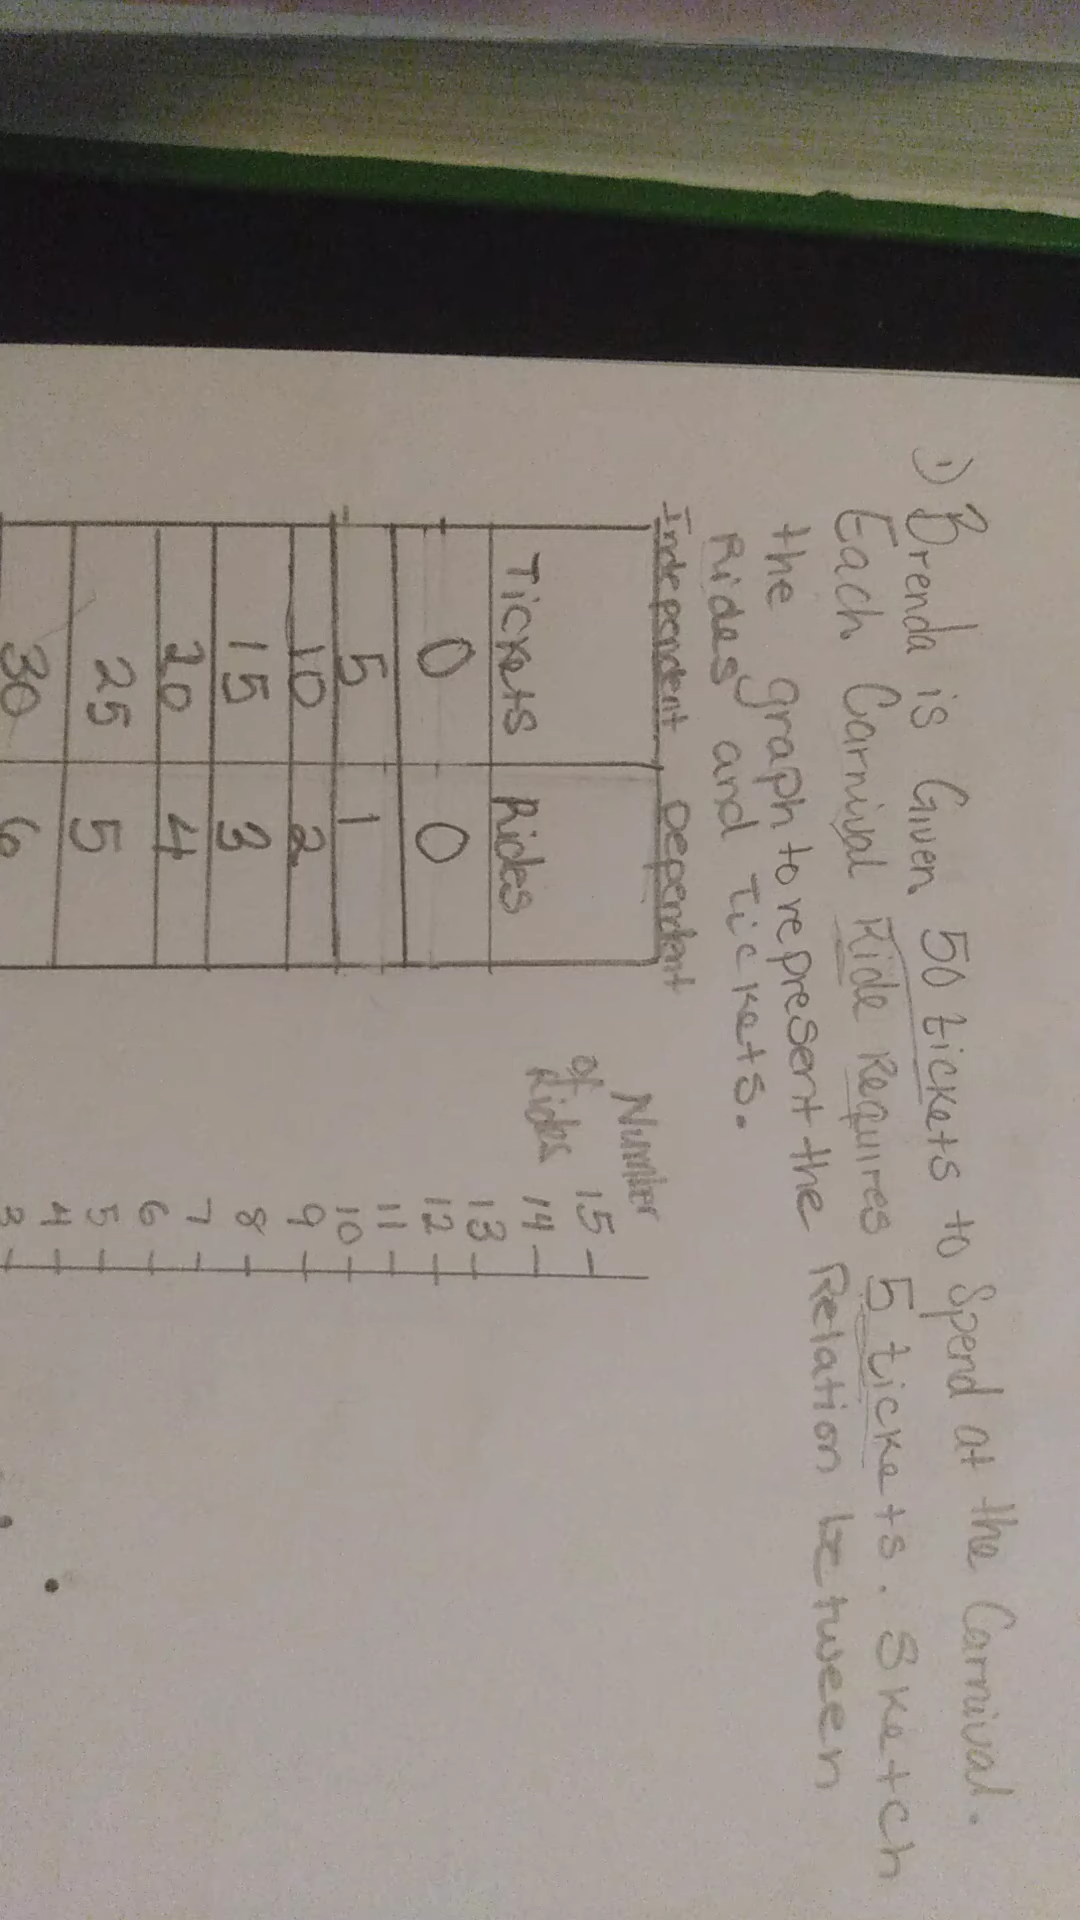 1) Brenda is Given 50 tickets to Spend at the Carnival.
Each Carnival Ride Requires 5 tickets. Sketch
the graph to represent the Relation between
Rides and Tickets.
Independent Dependent
Tickets Rides
0 0
5 1
10 2
15 3
20 4
25 5
30 6
Number
of
Rides
15
14
13
12
11
10
9
8
7
6
5
4
3